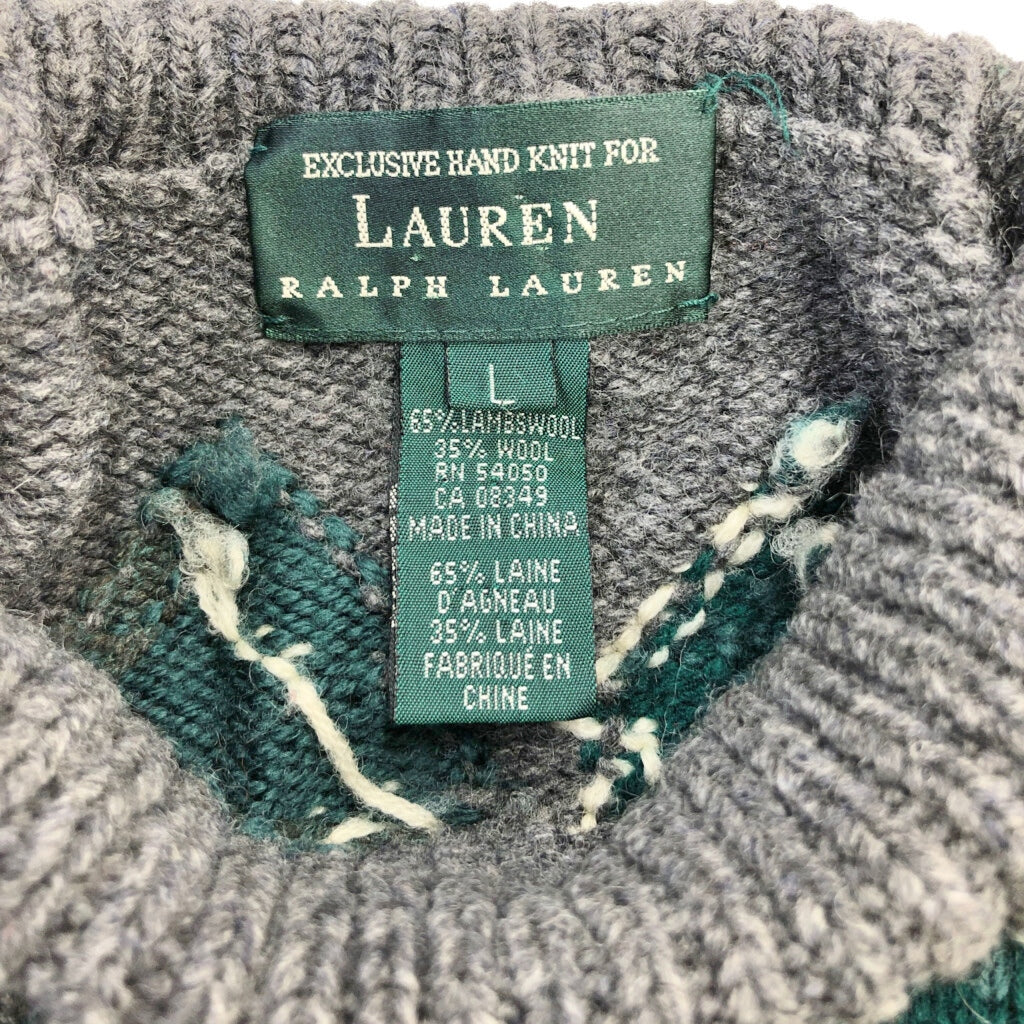 EXCLUSIVE HAND KNIT FOR
LAUREN
RALPH LAUREN
L
65% LAMBSWOOL
35% WOOL
RN 54050
CA 08349
MADE IN CHINA
65% LAINE
D'AGNEAU
35% LAINE
FABRIQUÉ EN
CHINE